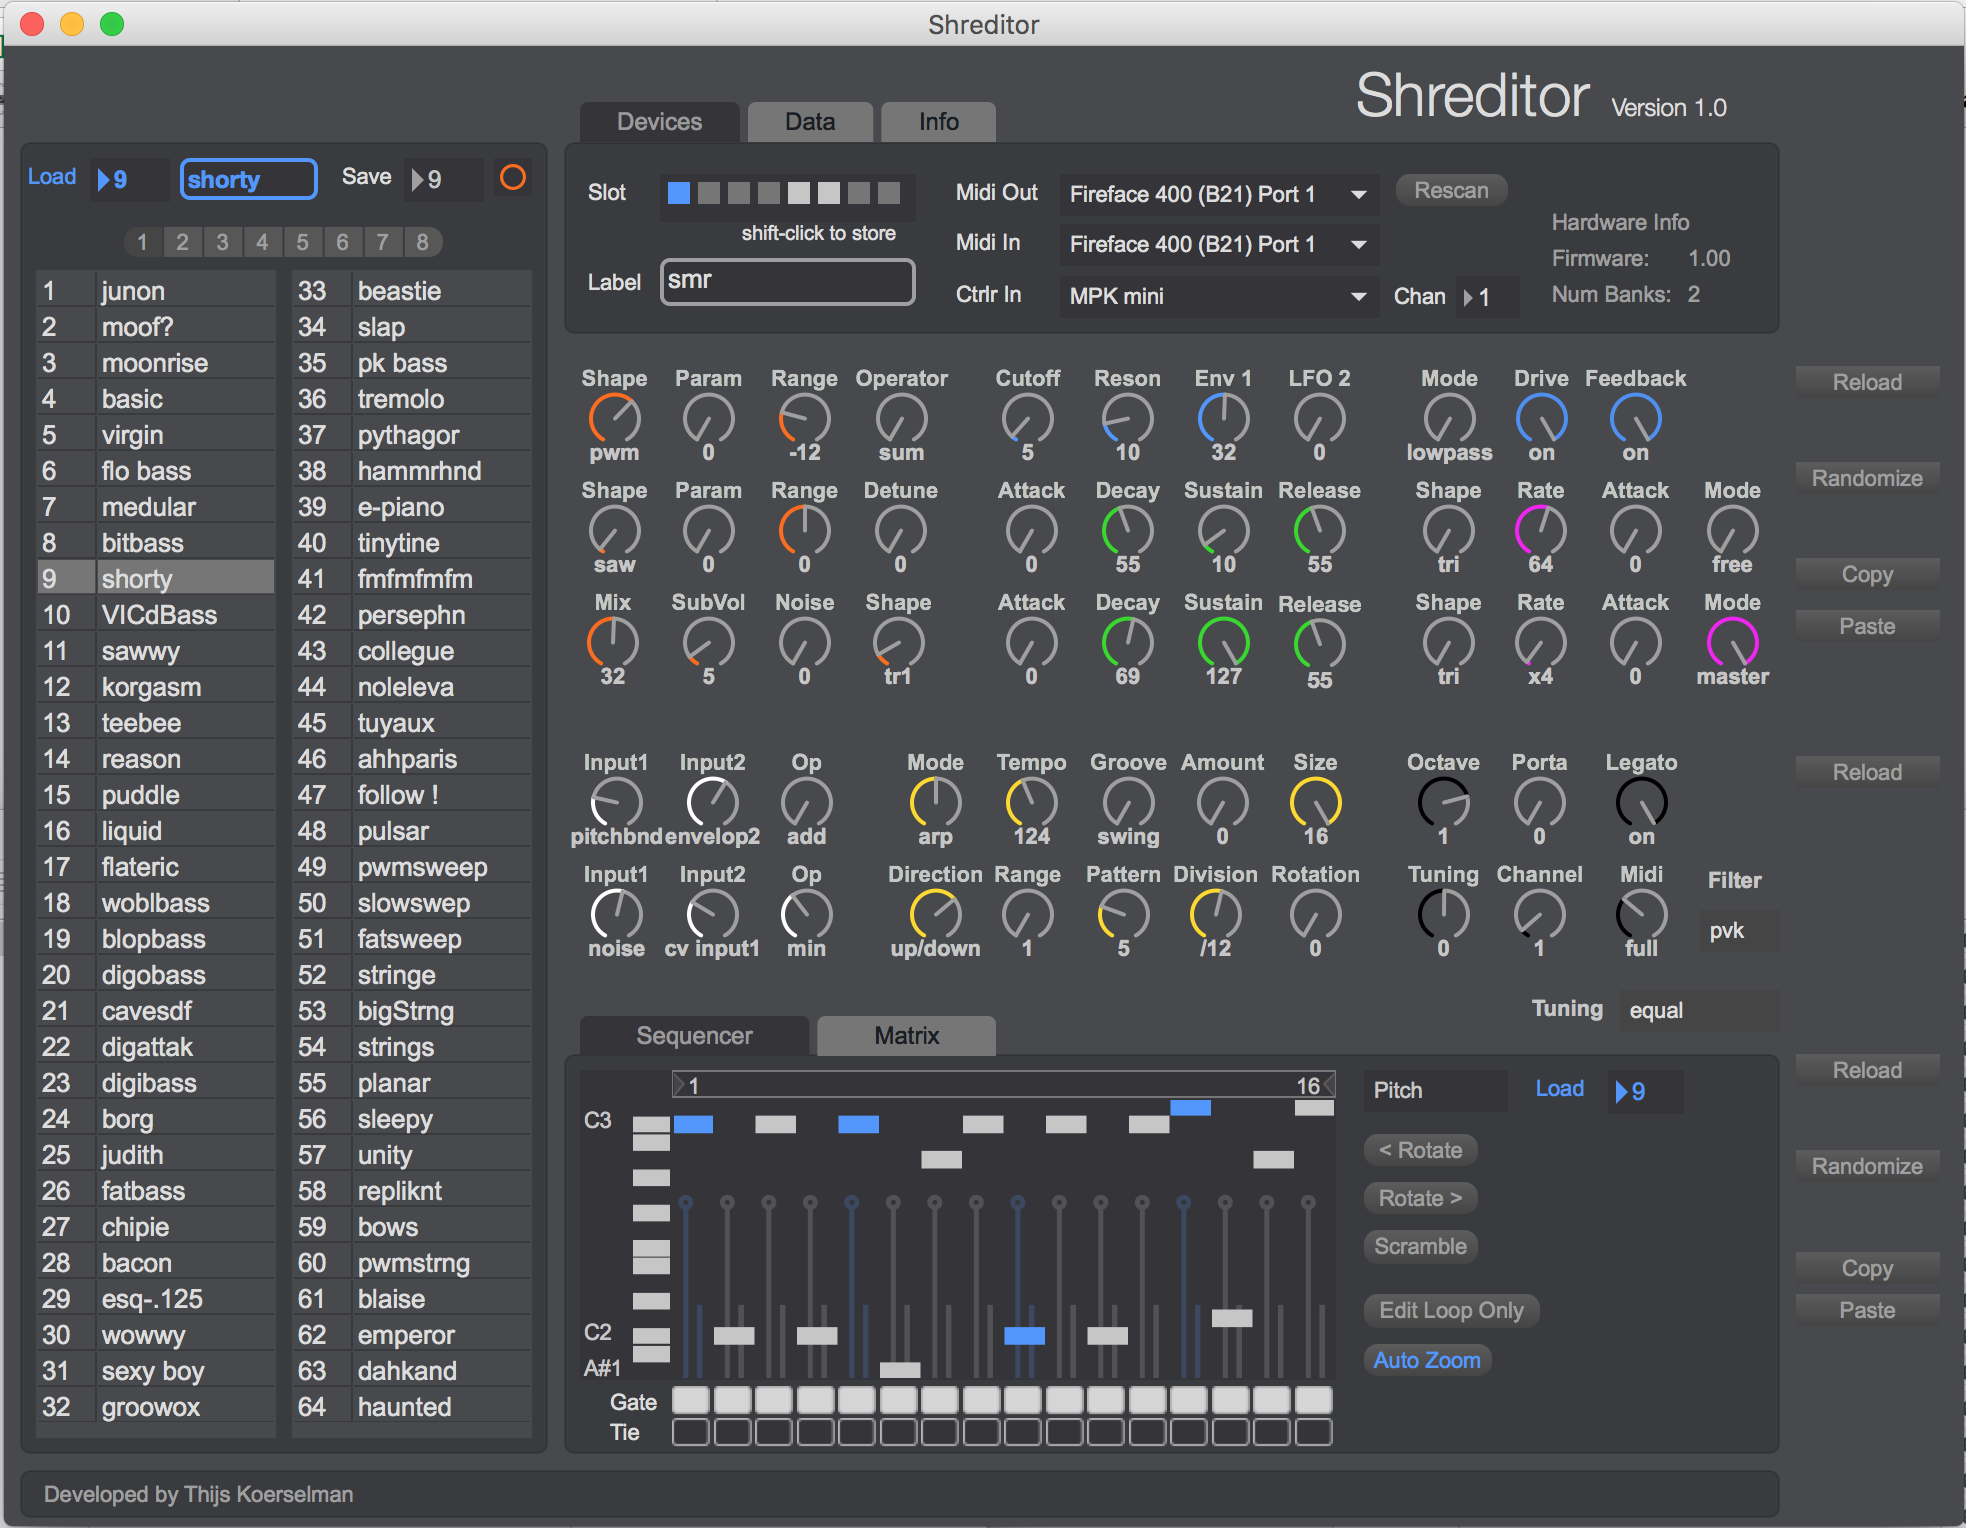 Shreditor
Shreditor Version 1.0
Devices Data Info
Load 9 shorty Save 9
1 2 3 4 5 6 7 8
1 junon 33 beastie
2 moof? 34 slap
3 moonrise 35 pk bass
4 basic 36 tremolo
5 virgin 37 pythagor
6 flo bass 38 hammrhnd
7 medular 39 e-piano
8 bitbass 40 tinytine
9 shorty 41 fmfmfmfm
10 VICdBass 42 persephn
11 sawwy 43 collegue
12 korgasm 44 noleleva
13 teebee 45 tuyaux
14 reason 46 ahhparis
15 puddle 47 follow !
16 liquid 48 pulsar
17 flateric 49 pwmsweep
18 woblbass 50 slowswep
19 blopbass 51 fatsweep
20 digobass 52 stringe
21 cavesdf 53 bigStrng
22 digattak 54 strings
23 digibass 55 planar
24 borg 56 sleepy
25 judith 57 unity
26 fatbass 58 repliknt
27 chipie 59 bows
28 bacon 60 pwmstrng
29 esq-.125 61 blaise
30 wowwy 62 emperor
31 sexy boy 63 dahkand
32 groowox 64 haunted
Slot
shift-click to store
Label smr
Midi Out Fireface 400 (B21) Port 1 Rescan
Midi In Fireface 400 (B21) Port 1
Ctrlr In MPK mini Chan 1
Hardware Info
Firmware: 1.00
Num Banks: 2
Shape Param Range Operator Cutoff Reson Env 1 LFO 2 Mode Drive Feedback
pwm 0 -12 sum 5 10 32 0 lowpass on on
Shape Param Range Detune Attack Decay Sustain Release Shape Rate Attack Mode
saw 0 0 0 0 55 10 55 tri 64 0 free
Mix SubVol Noise Shape Attack Decay Sustain Release Shape Rate Attack Mode
32 5 0 tr1 0 69 127 55 tri x4 0 master
Reload
Randomize
Copy
Paste
Input1 Input2 Op Mode Tempo Groove Amount Size Octave Porta Legato
pitchbnd envelop2 add arp 124 swing 0 16 1 0 on
Input1 Input2 Op Direction Range Pattern Division Rotation Tuning Channel Midi Filter
noise cv input1 min up/down 1 5 /12 0 0 1 full pvk
Reload
Tuning equal
Sequencer Matrix
1 16
C3
C2
A#1
Gate
Tie
Pitch Load 9
< Rotate
Rotate >
Scramble
Edit Loop Only
Auto Zoom
Reload
Randomize
Copy
Paste
Developed by Thijs Koerselman